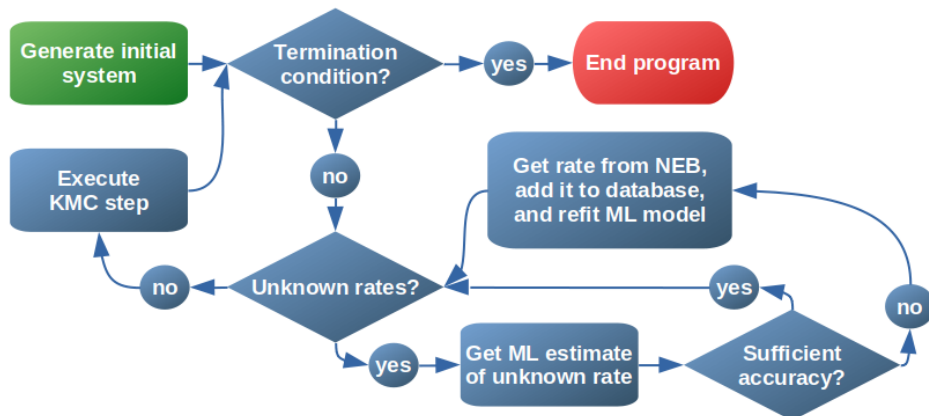 Generate initial
system
Termination
condition?
yes
End program
no
Execute
KMC step
Get rate from NEB,
add it to database,
and refit ML model
no
Unknown rates?
yes
no
yes
Get ML estimate
of unknown rate
Sufficient
accuracy?